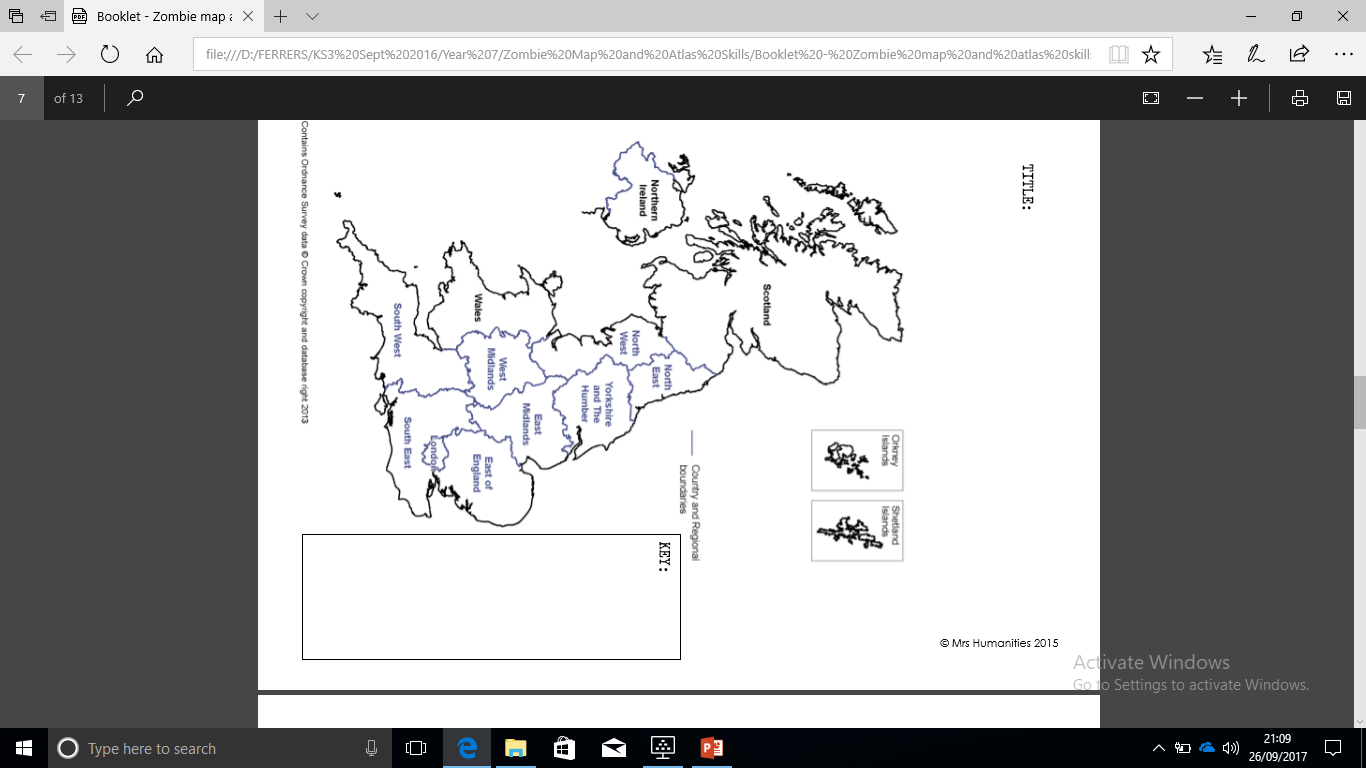 Booklet - Zombie map a
file:///D:/FERRERS/KS3%20Sept%202016/Year%207/Zombie%20Map%20and%20Atlas%20Skills/Booklet%20-%20Zombie%20map%20and%20atlas%20skill
7
of 13
TITLE:
Orkney
Islands
Shetland
Islands
Scotland
Northern
Ireland
Country and Regional
boundaries
North
East
North
West
Yorkshire
and The
Humber
East
Midlands
West
Midlands
Wales
East of
England
London
South East
South West
KEY:
Contains Ordnance Survey data © Crown copyright and database right 2013
© Mrs Humanities 2015
Activate Windows
Go to Settings to activate Windows.
Type here to search
21:09
26/09/2017